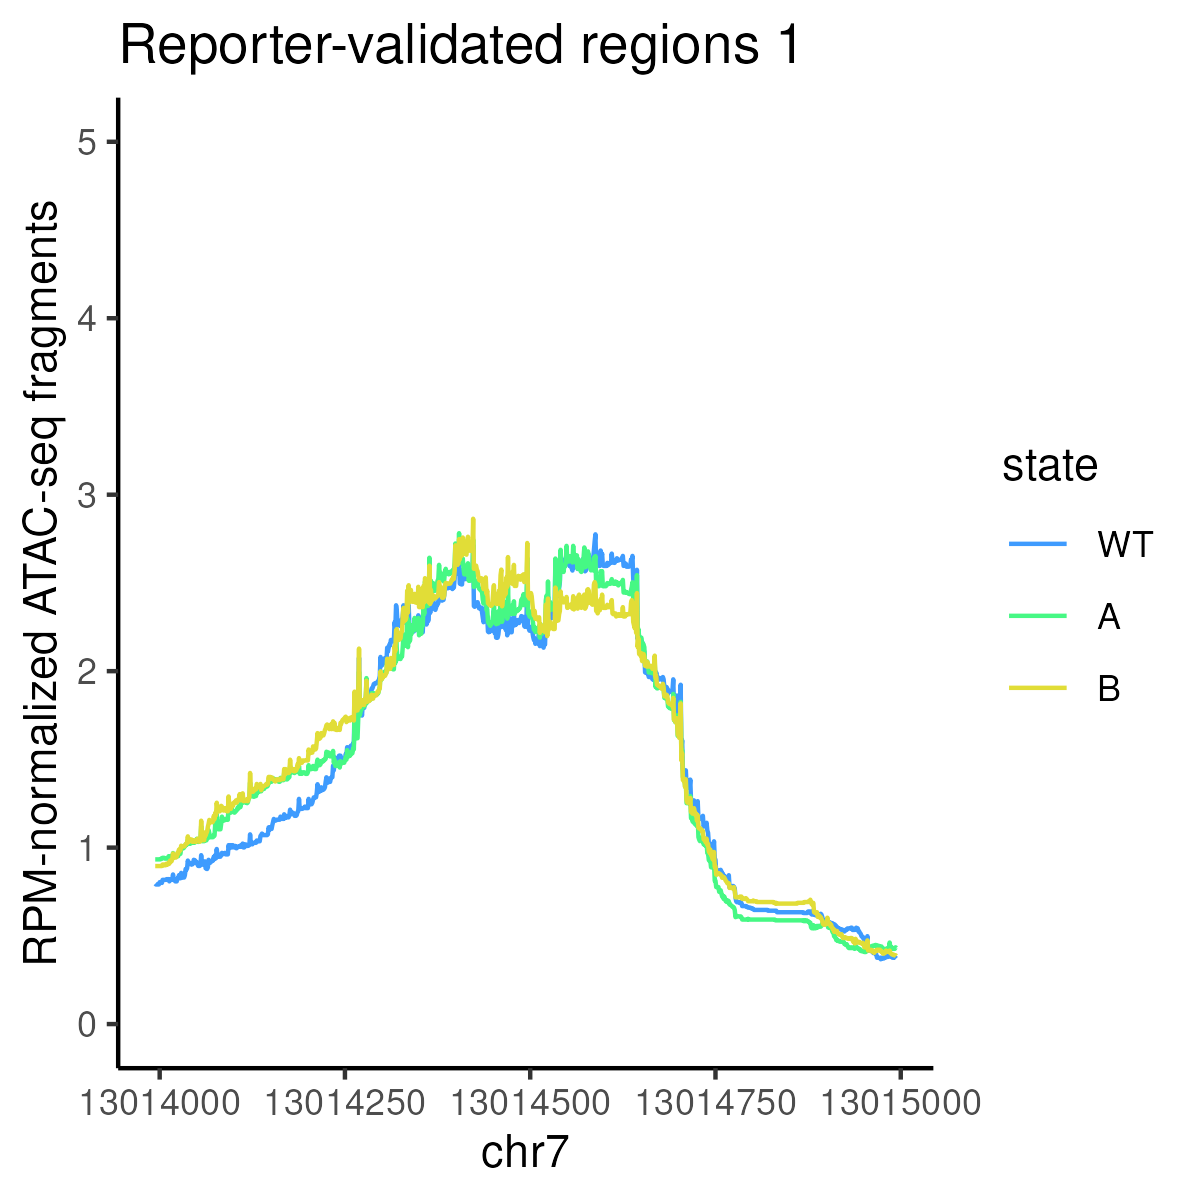 Reporter-validated regions 1
RPM-normalized ATAC-seq fragments
5
4
3
2
1
0
13014000 13014250 13014500 13014750 13015000
chr7
state
WT
A
B